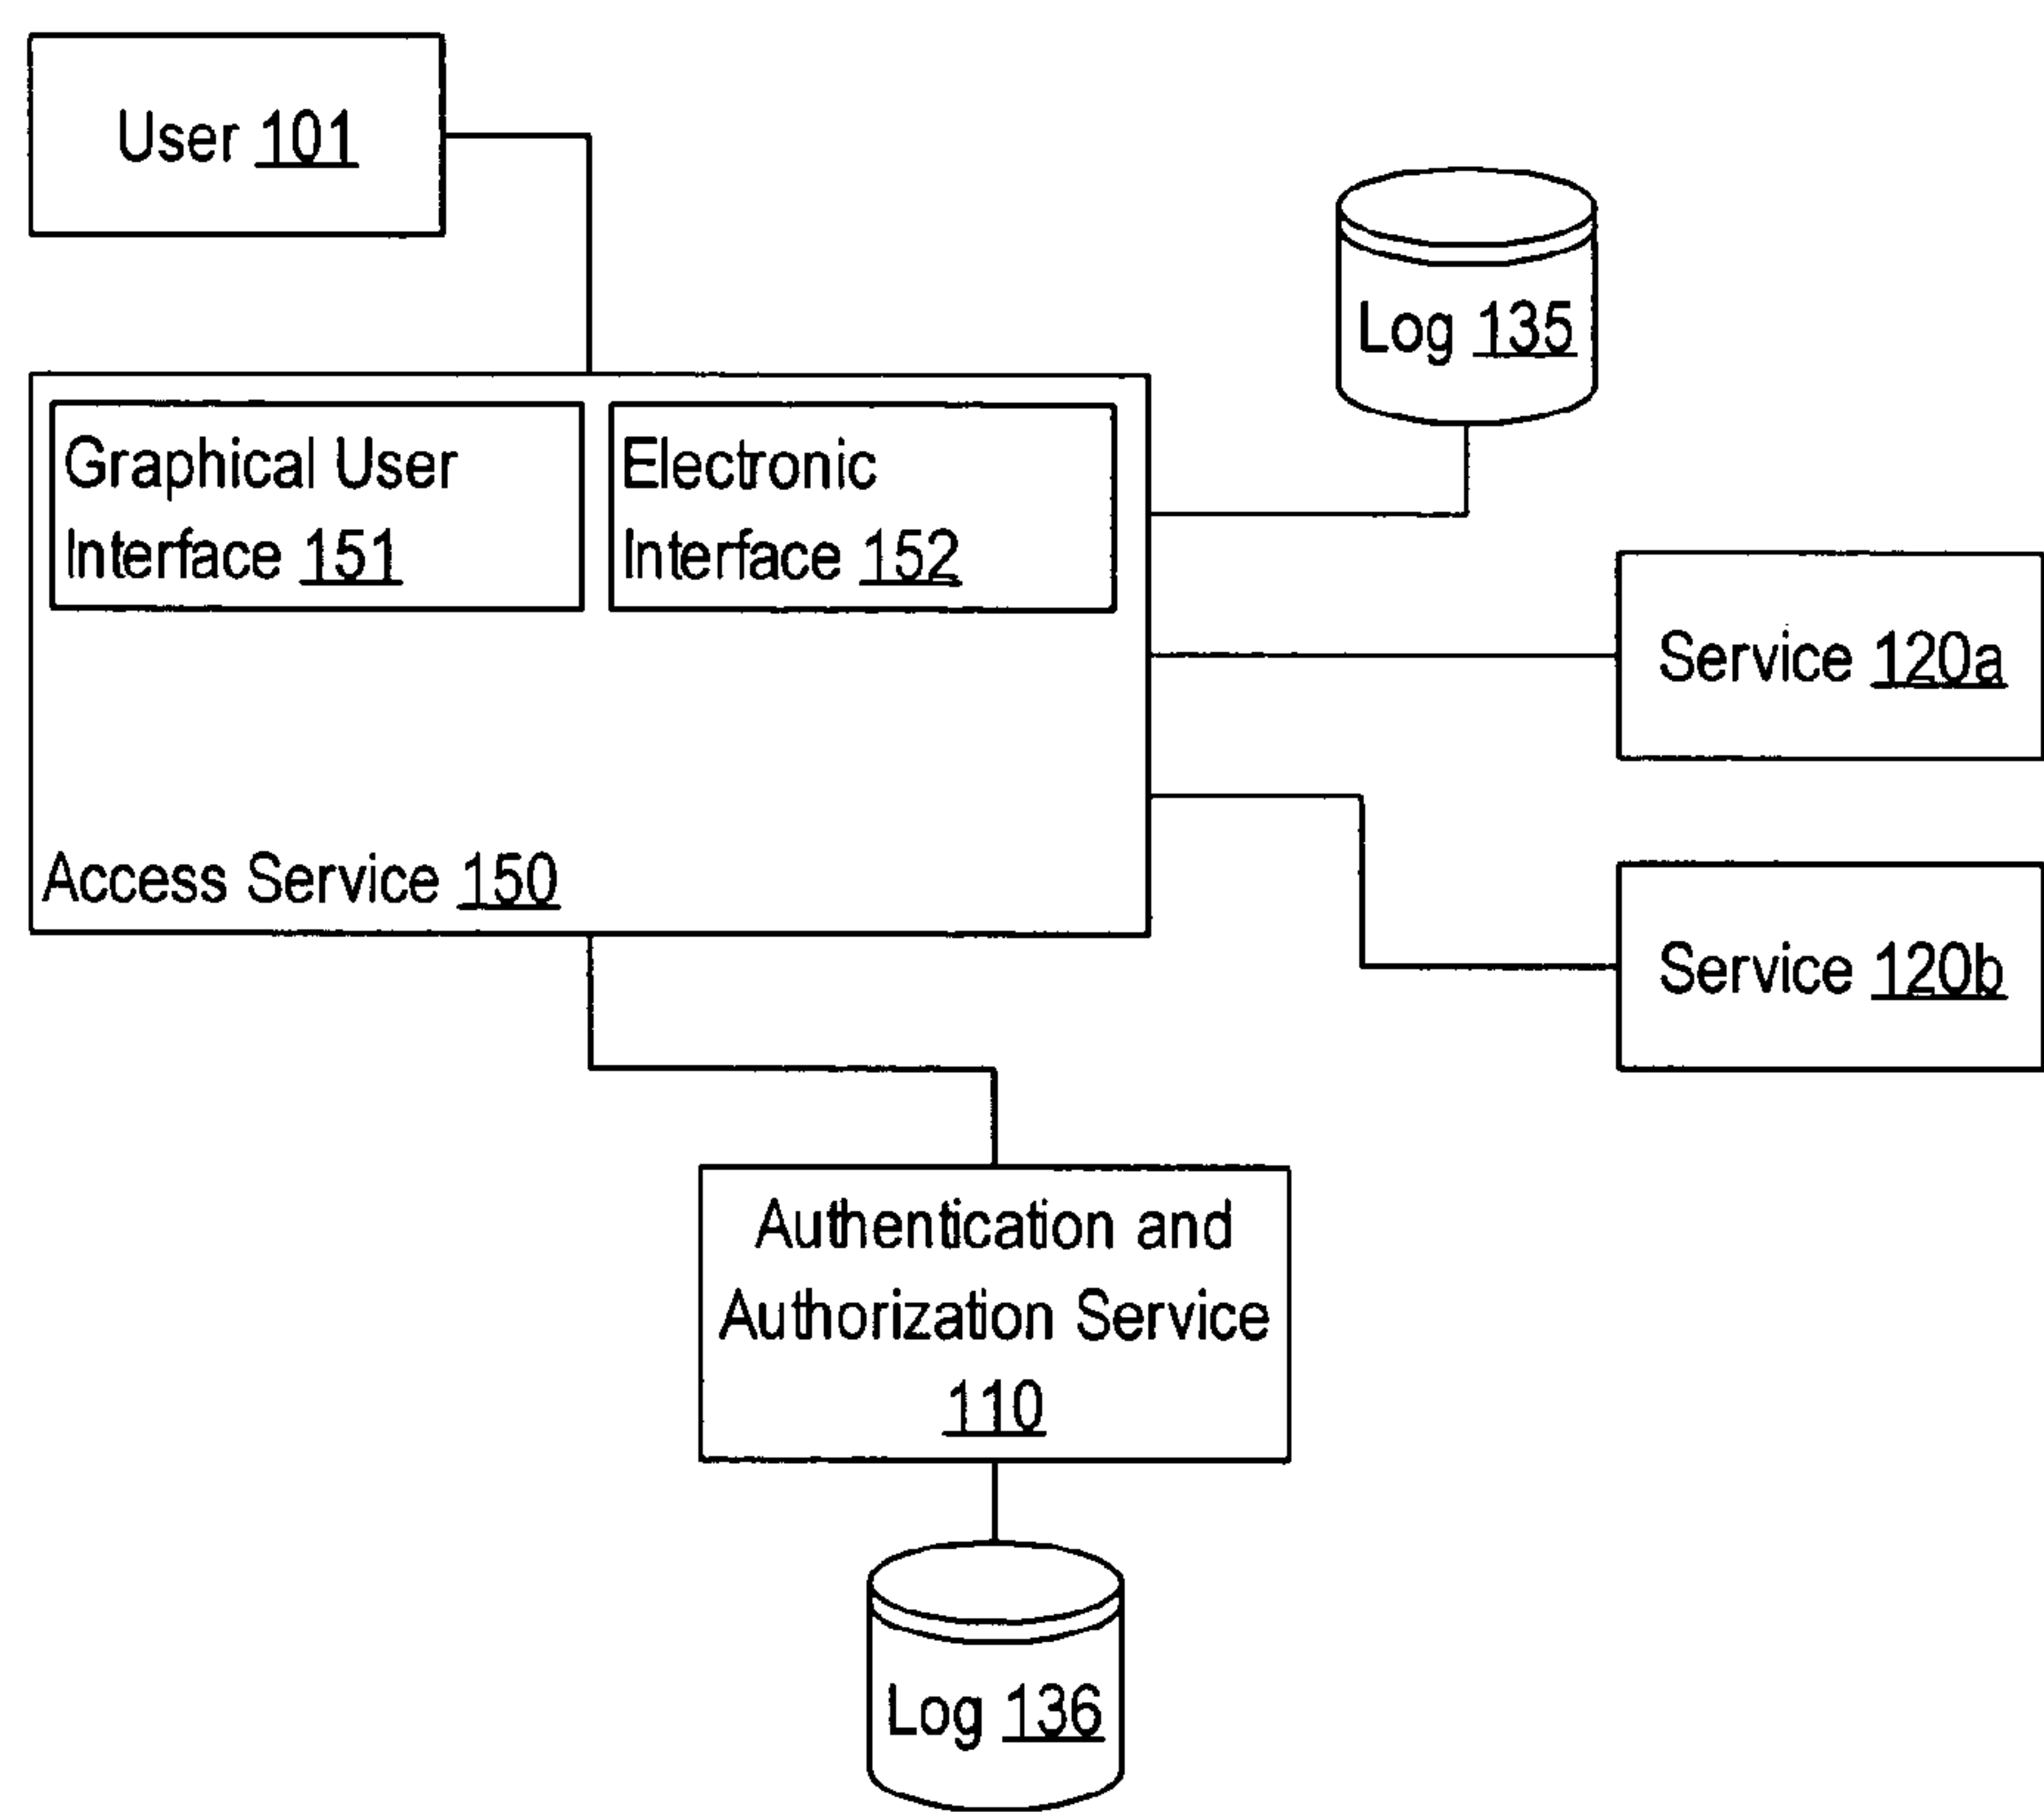 User 101
Log 135
Graphical User
Interface 151
Electronic
Interface 152
Service 120a
Access Service 150
Service 120b
Authentication and
Authorization Service
110
Log 136